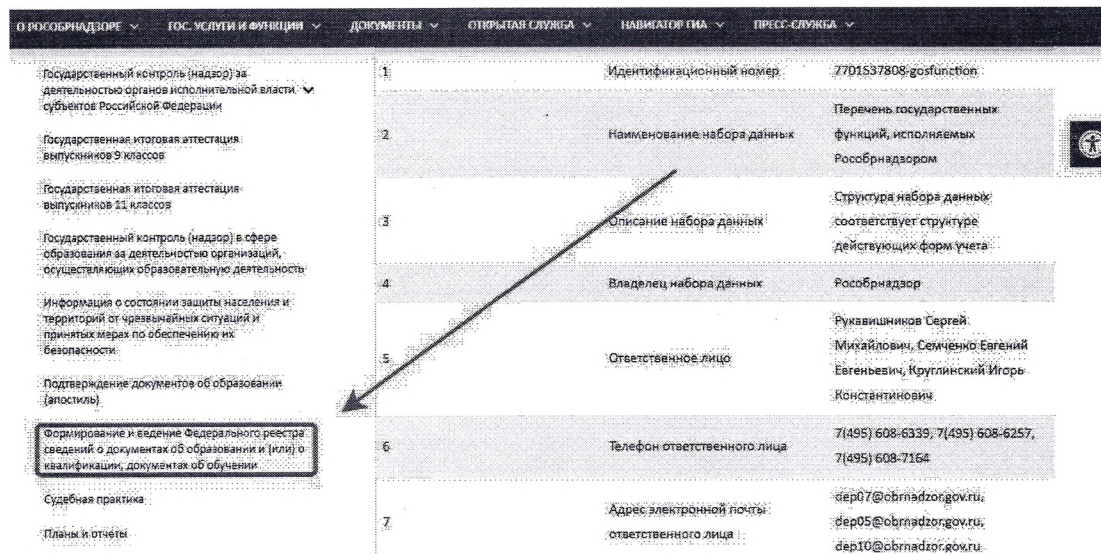 О РОСОБРНАДЗОРЕ
ГОС. УСЛУГИ И ФУНКЦИИ
ДОКУМЕНТЫ
ОТКРЫТАЯ СЛУЖБА
НАВИГАТОР ГИА
ПРЕСС-СЛУЖБА
Государственный контроль (надзор) за
деятельностью органов исполнительной власти
субъектов Российской Федерации
Государственная итоговая аттестация
выпускников 9 классов
Государственная итоговая аттестация
выпускников 11 классов
Государственный контроль (надзор) в сфере
образования за деятельностью организаций,
осуществляющих образовательную деятельность
Информация о состоянии защиты населения и
территорий от чрезвычайных ситуаций и
принятых мерах по обеспечению их
безопасности
Подтверждение документов об образовании
(апостиль)
Формирование и ведение Федерального реестра
сведений о документах об образовании и (или) о
квалификации, документах об обучении
Судебная практика
Планы и отчеты
1
Идентификационный номер
7701537808-gosfunction
2
Наименование набора данных
Перечень государственных
функций, исполняемых
Рособрнадзором
3
Описание набора данных
Структура набора данных
соответствует структуре
действующих форм учета
4
Владелец набора данных
Рособрнадзор
5
Ответственное лицо
Рукавишников Сергей
Михайлович, Семченко Евгений
Евгеньевич, Круглинский Игорь
Константинович
6
Телефон ответственного лица
7(495) 608-6339, 7(495) 608-6257,
7(495) 608-7164
7
Адрес электронной почты
ответственного лица
dep07@obrnadzor.gov.ru,
dep05@obrnadzor.gov.ru,
dep10@obrnadzor.gov.ru